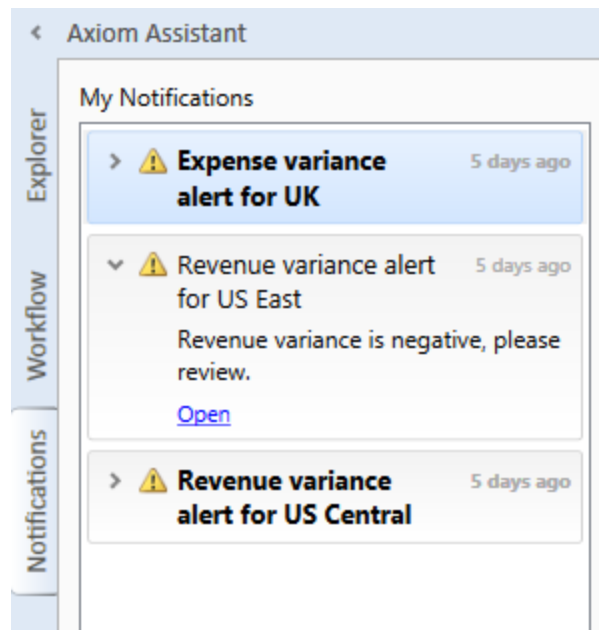 Axiom Assistant
My Notifications
Explorer
Workflow
Notifications
Expense variance
alert for UK
5 days ago
Revenue variance alert
for US East
5 days ago
Revenue variance is negative, please
review.
Open
Revenue variance
alert for US Central
5 days ago